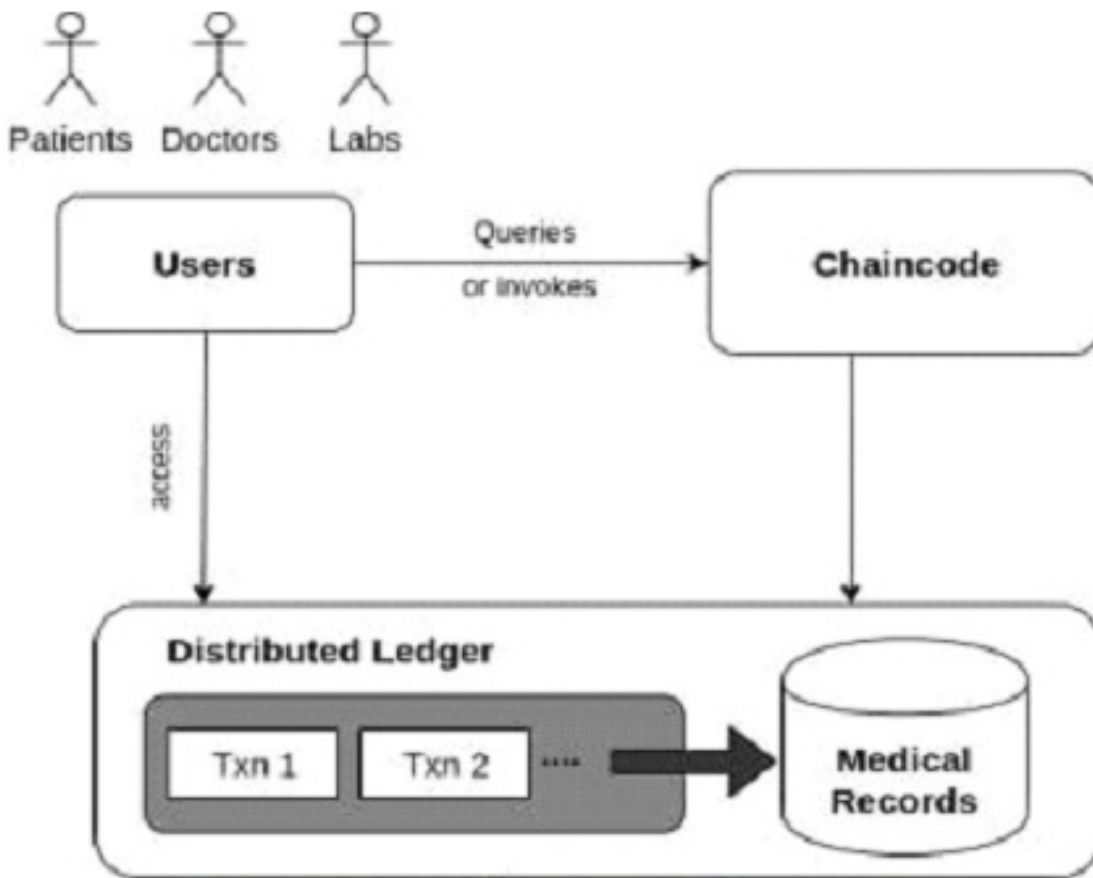 Patients Doctors Labs
Users
Queries
or Invokes
Chaincode
access
Distributed Ledger
Txn 1 Txn 2 ....
Medical
Records